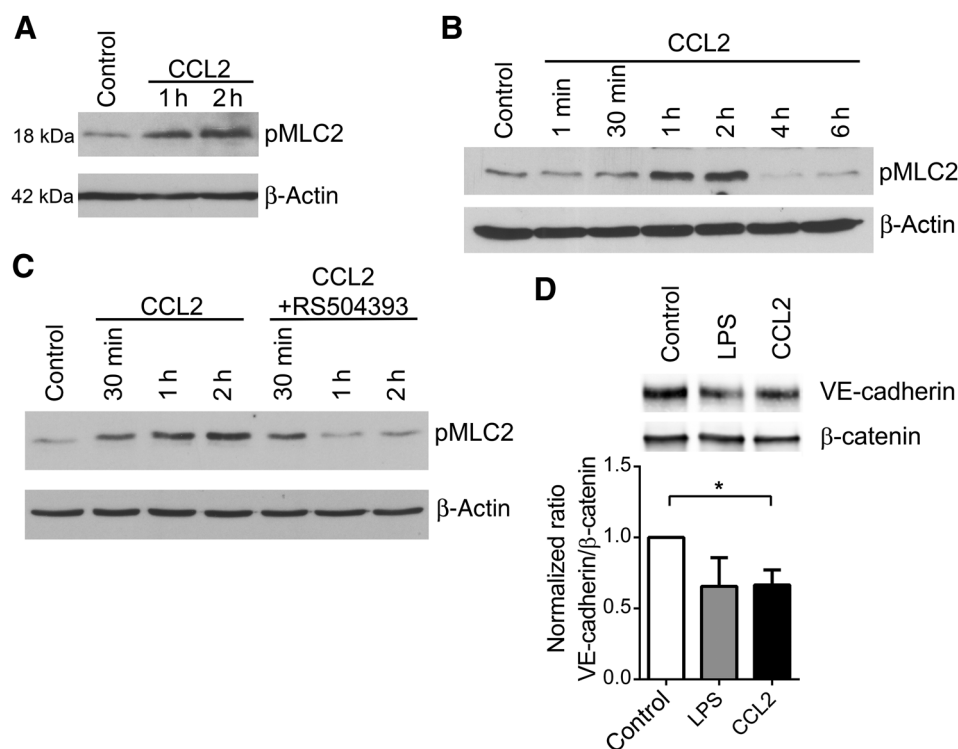 A
Control
CCL2
1 h
2 h
18 kDa
pMLC2
42 kDa
β-Actin
B
CCL2
Control
1 min
30 min
1 h
2 h
4 h
6 h
pMLC2
β-Actin
C
CCL2
CCL2
+RS504393
Control
30 min
1 h
2 h
30 min
1 h
2 h
pMLC2
β-Actin
D
Control
LPS
CCL2
VE-cadherin
β-catenin
Normalized ratio
VE-cadherin/β-catenin
1.5
1.0
0.5
0.0
*
Control
LPS
CCL2